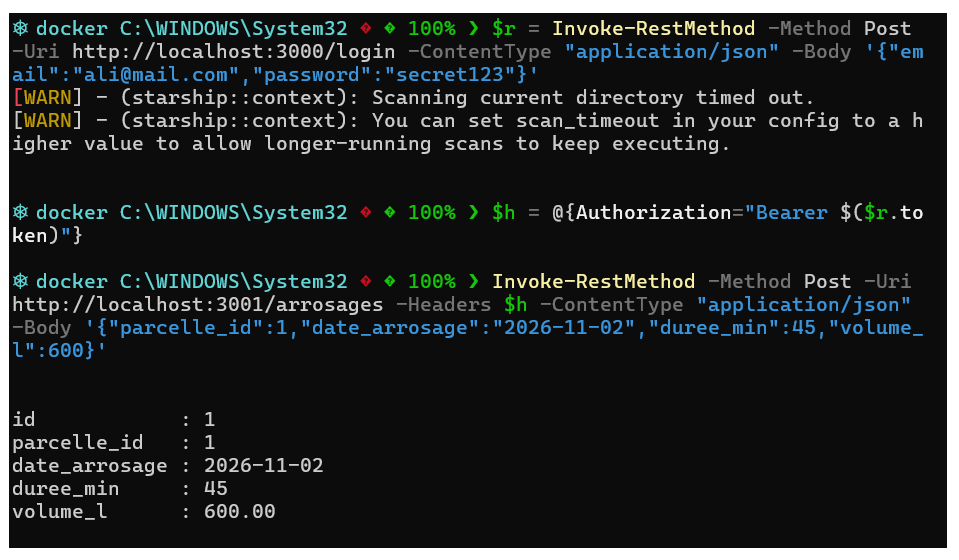 docker C:\WINDOWS\System32 � � 100% ❯ $r = Invoke-RestMethod -Method Post
-Uri http://localhost:3000/login -ContentType "application/json" -Body '{"em
ail":"ali@mail.com","password":"secret123"}'
[WARN] - (starship::context): Scanning current directory timed out.
[WARN] - (starship::context): You can set scan_timeout in your config to a h
igher value to allow longer-running scans to keep executing.
docker C:\WINDOWS\System32 � � 100% ❯ $h = @{Authorization="Bearer $($r.to
ken)"}
docker C:\WINDOWS\System32 � � 100% ❯ Invoke-RestMethod -Method Post -Uri
http://localhost:3001/arrosages -Headers $h -ContentType "application/json"
-Body '{"parcelle_id":1,"date_arrosage":"2026-11-02","duree_min":45,"volume_
l":600}'
id            : 1
parcelle_id   : 1
date_arrosage : 2026-11-02
duree_min     : 45
volume_l      : 600.00